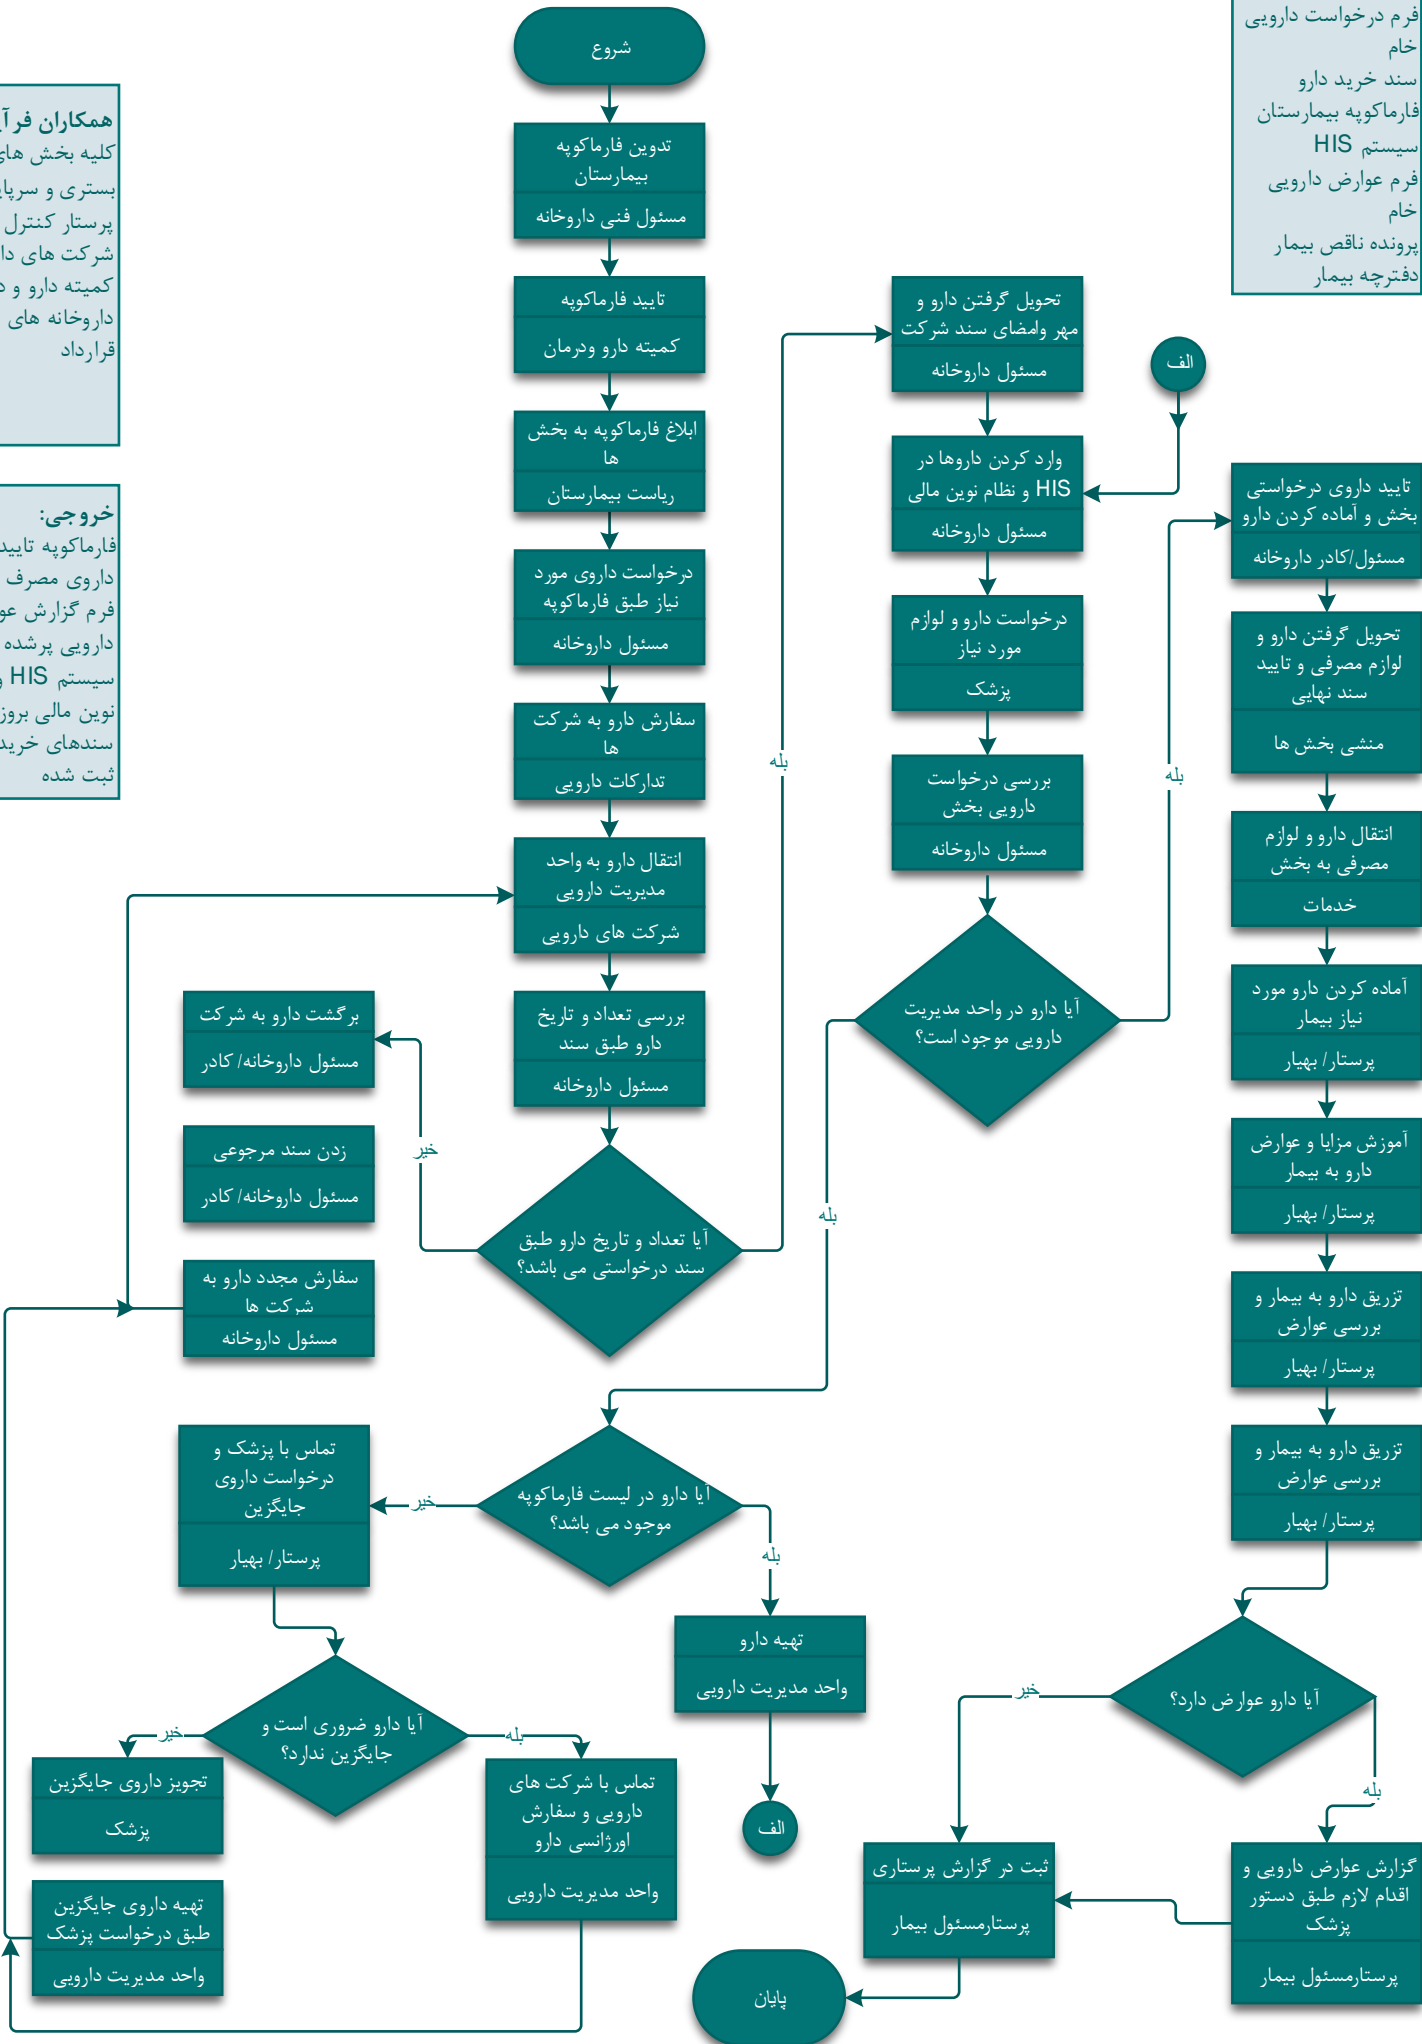 فرم درخواست دارویی
خام
سند خرید دارو
فارماکوپه بیمارستان
سیستم HIS
فرم عوارض دارویی
خام
پرونده ناقص بیمار
دفترچه بیمار
کلیه بخش های
بستری و
پرستار کنترل
شرکت های
کمیته دارو و
داروخانه های
قرارداد
خروجی:
فارماکوپه تایید
داروی مصرف
فرم گزارش
دارویی پرشده
سیستم HIS و
نوین مالی
سندهای خرید
ثبت شده
شروع
تدوین فارماکوپه
بیمارستان
مسئول فنی داروخانه
تایید فارماکوپه
کمیته دارو ودرمان
ابلاغ فارماکوپه به بخش
ها
ریاست بیمارستان
درخواست داروی مورد
نیاز طبق فارماکوپه
مسئول داروخانه
سفارش دارو به شرکت
ها
تدارکات دارویی
انتقال دارو به واحد
مدیریت دارویی
شرکت های دارویی
بررسی تعداد و تاریخ
دارو طبق سند
مسئول داروخانه
آیا تعداد و تاریخ دارو طبق
سند درخواستی می باشد؟
خیر
بله
برگشت دارو به شرکت
مسئول داروخانه/ کادر
زدن سند مرجوعی
مسئول داروخانه/ کادر
سفارش مجدد دارو به
شرکت ها
مسئول داروخانه
تحویل گرفتن دارو و
مهر وامضای سند شرکت
مسئول داروخانه
الف
وارد کردن داروها در
HIS و نظام نوین مالی
مسئول داروخانه
درخواست دارو و لوازم
مورد نیاز
پزشک
بررسی درخواست
دارویی بخش
مسئول داروخانه
آیا دارو در واحد مدیریت
دارویی موجود است؟
بله
بله
آیا دارو در لیست فارماکوپه
موجود می باشد؟
خیر
بله
تماس با پزشک و
درخواست داروی
جایگزین
پرستار/ بهیار
تهیه دارو
واحد مدیریت دارویی
الف
آیا دارو ضروری است و
جایگزین ندارد؟
خیر
بله
تجویز داروی جایگزین
پزشک
تهیه داروی جایگزین
طبق درخواست پزشک
واحد مدیریت دارویی
تماس با شرکت های
دارویی و سفارش
اورژانسی دارو
واحد مدیریت دارویی
تایید داروی درخواستی
بخش و آماده کردن دارو
مسئول/کادر داروخانه
تحویل گرفتن دارو و
لوازم مصرفی و تایید
سند نهایی
منشی بخش ها
انتقال دارو و لوازم
مصرفی به بخش
خدمات
آماده کردن دارو مورد
نیاز بیمار
پرستار/ بهیار
آموزش مزایا و عوارض
دارو به بیمار
پرستار/ بهیار
تزریق دارو به بیمار و
بررسی عوارض
پرستار/ بهیار
تزریق دارو به بیمار و
بررسی عوارض
پرستار/ بهیار
آیا دارو عوارض دارد؟
خیر
بله
گزارش عوارض دارویی و
اقدام لازم طبق دستور
پزشک
پرستارمسئول بیمار
ثبت در گزارش پرستاری
پرستارمسئول بیمار
پایان